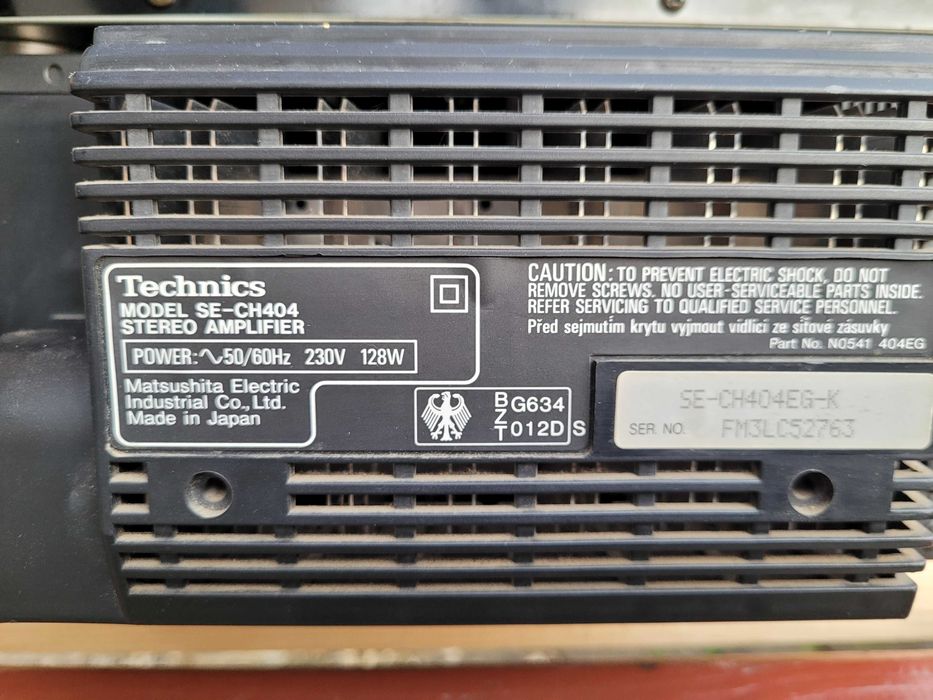 Technics
MODEL SE-CH404
STEREO AMPLIFIER
POWER:∿50/60Hz 230V 128W
Matsushita Electric
Industrial Co., Ltd.
Made in Japan
BZT G634
012D S
CAUTION: TO PREVENT ELECTRIC SHOCK, DO NOT
REMOVE SCREWS. NO USER-SERVICEABLE PARTS INSIDE.
REFER SERVICING TO QUALIFIED SERVICE PERSONNEL.
Před sejmutím krytu vyjmout vidlici ze síťové zásuvky
Part No. N0541 404EG
SE-CH404EG-K
SER. NO. FM3LC52763